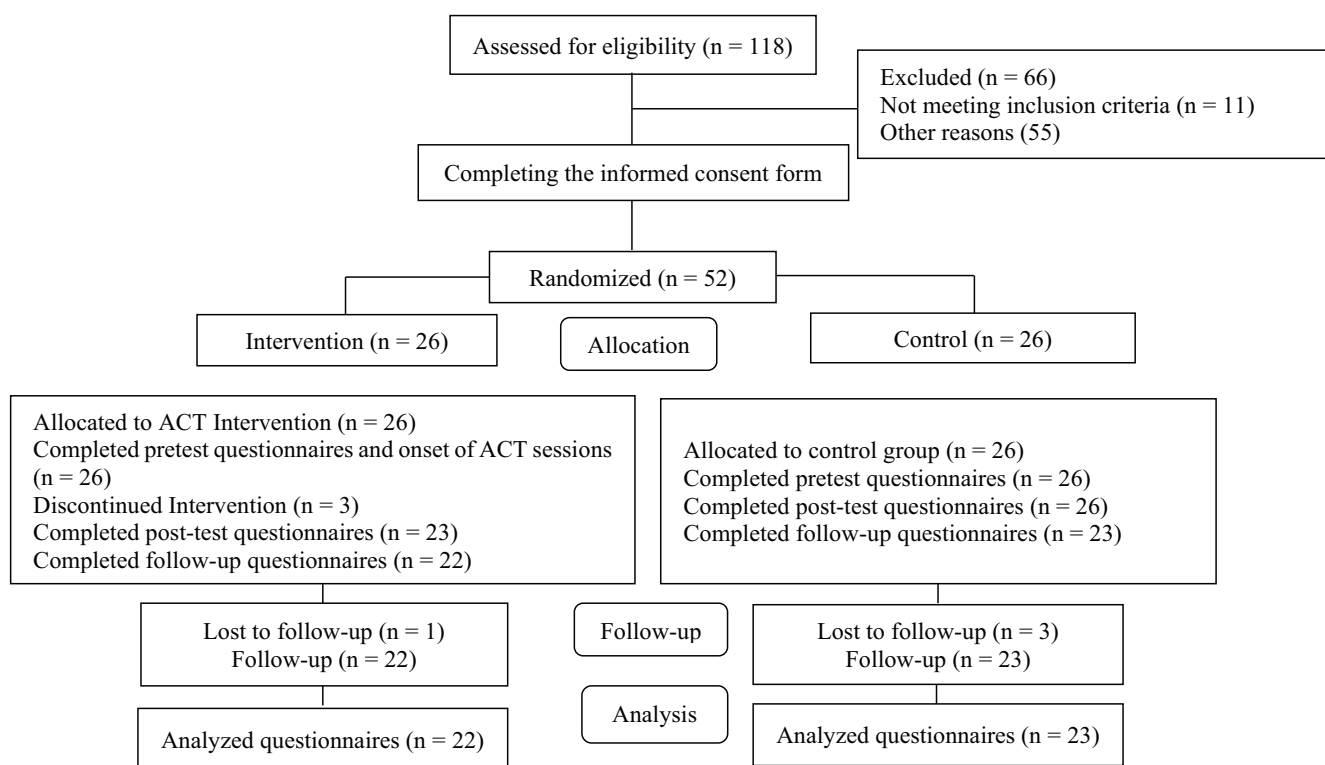 Assessed for eligibility (n = 118)
Excluded (n = 66)
Not meeting inclusion criteria (n = 11)
Other reasons (55)
Completing the informed consent form
Randomized (n = 52)
Intervention (n = 26)
Allocation
Control (n = 26)
Allocated to ACT Intervention (n = 26)
Completed pretest questionnaires and onset of ACT sessions
(n = 26)
Discontinued Intervention (n = 3)
Completed post-test questionnaires (n = 23)
Completed follow-up questionnaires (n = 22)
Allocated to control group (n = 26)
Completed pretest questionnaires (n = 26)
Completed post-test questionnaires (n = 26)
Completed follow-up questionnaires (n = 23)
Lost to follow-up (n = 1)
Follow-up (n = 22)
Follow-up
Lost to follow-up (n = 3)
Follow-up (n = 23)
Analysis
Analyzed questionnaires (n = 22)
Analyzed questionnaires (n = 23)